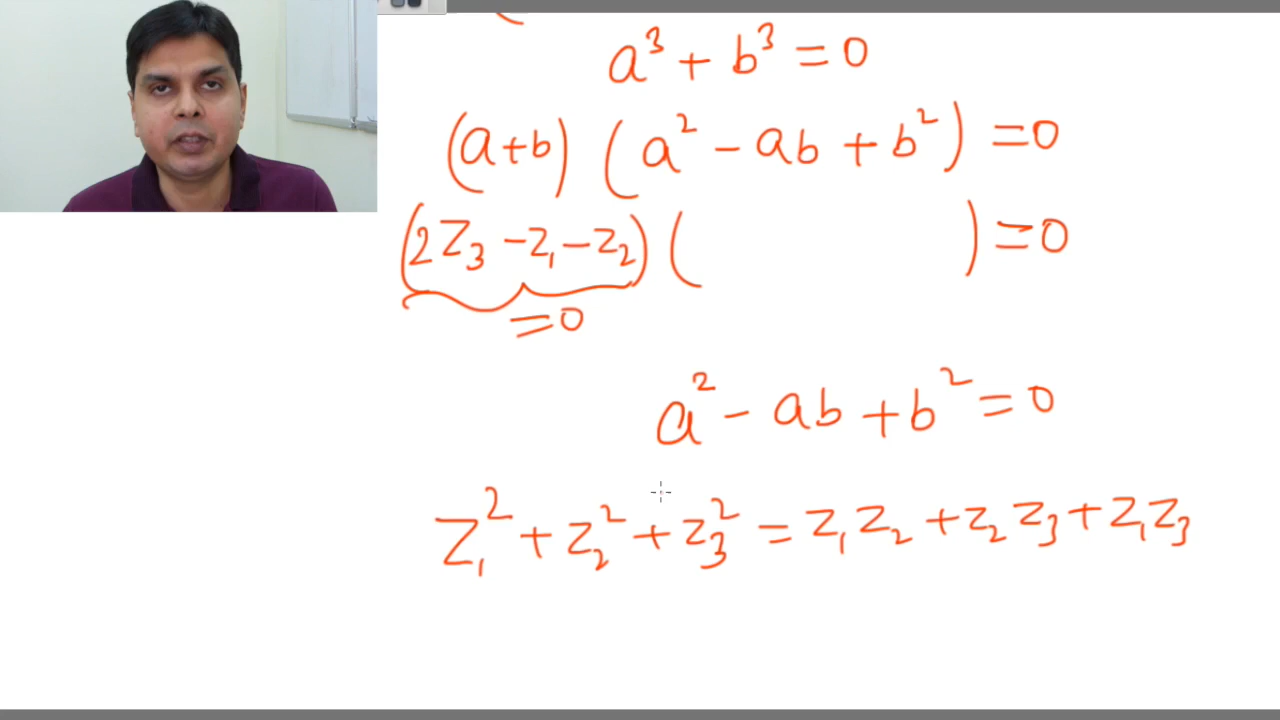 a³ + b³ = 0
(a+b) (a² - ab + b²) = 0
(2Z₃ - Z₁ - Z₂) ( ) = 0
= 0
a² - ab + b² = 0
Z₁² + Z₂² + Z₃² = Z₁Z₂ + Z₂Z₃ + Z₁Z₃